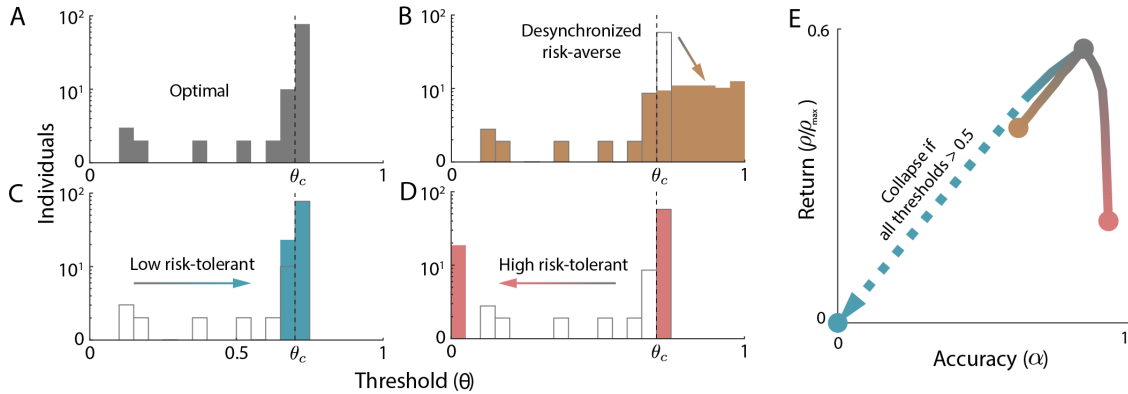 A
10²
10¹
0
Optimal
0
θc
1
B
10²
10¹
0
Desynchronized
risk-averse
0
θc
1
Individuals
C
10²
10¹
0
Low risk-tolerant
0
0.5
θc
1
D
10²
10¹
0
High risk-tolerant
0
θc
1
Threshold (θ)
E
0.6
0
Return (ρ/ρmax)
Collapse if
all thresholds > 0.5
0
1
Accuracy (α)